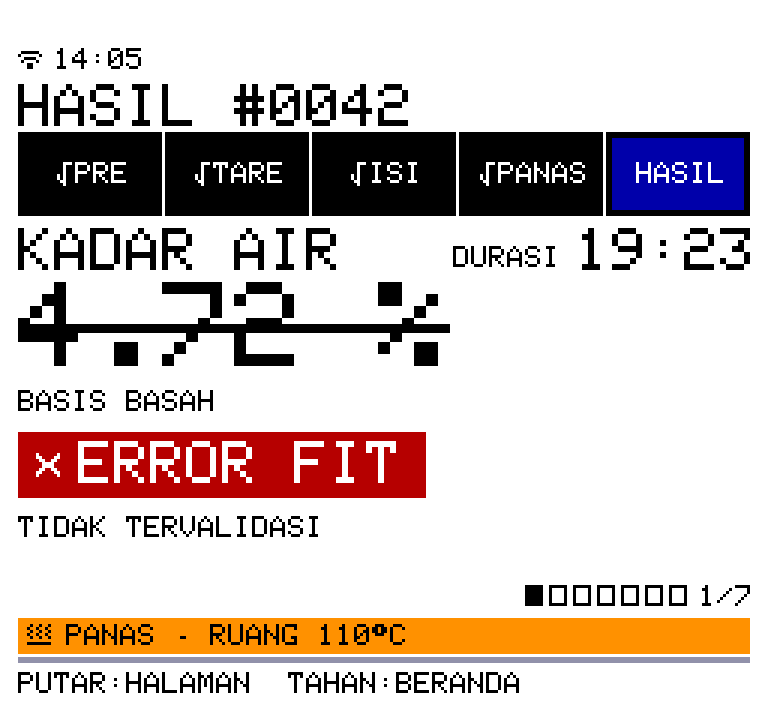 14:05
HASIL #0042
√PRE √TARE √ISI √PANAS HASIL
KADAR AIR DURASI 19:23
4.72 %
BASIS BASAH
×ERROR FIT
TIDAK TERVALIDASI
1/7
PANAS - RUANG 110°C
PUTAR:HALAMAN TAHAN:BERANDA